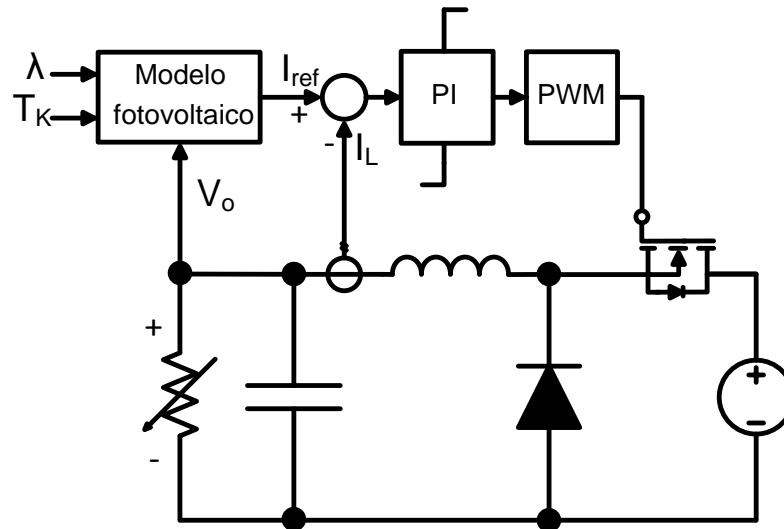 λ
T_K
Modelo
fotovoltaico
I_ref
+
-
I_L
PI
PWM
V_o
+
-
+
-